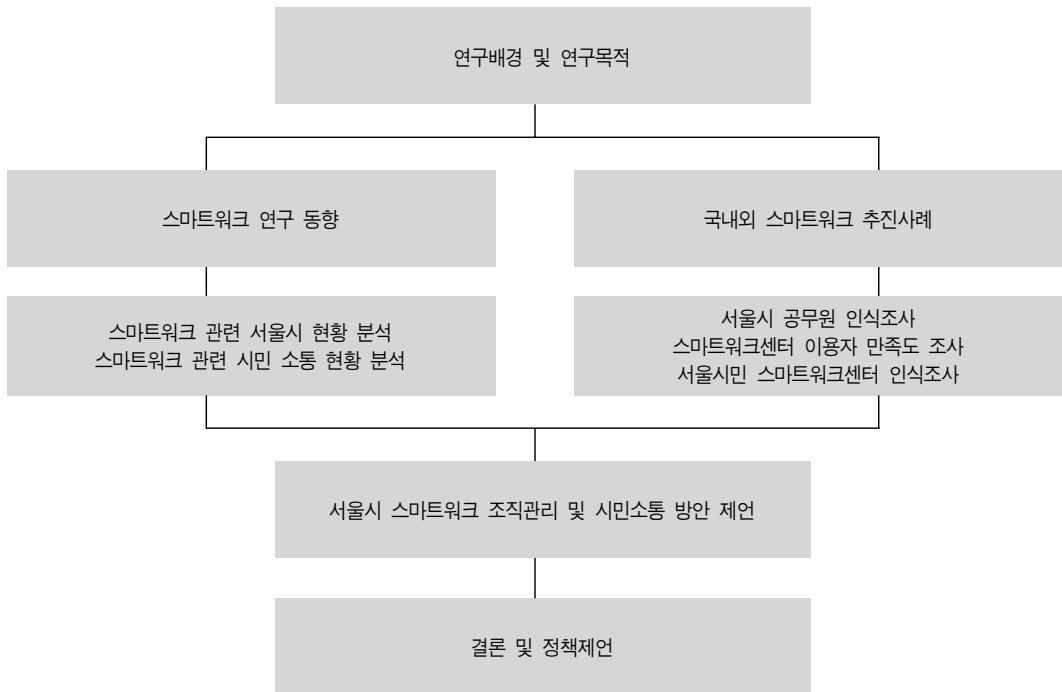 연구배경 및 연구목적
스마트워크 연구 동향
국내외 스마트워크 추진사례
스마트워크 관련 서울시 현황 분석
스마트워크 관련 시민 소통 현황 분석
서울시 공무원 인식조사
스마트워크센터 이용자 만족도 조사
서울시민 스마트워크센터 인식조사
서울시 스마트워크 조직관리 및 시민소통 방안 제언
결론 및 정책제언